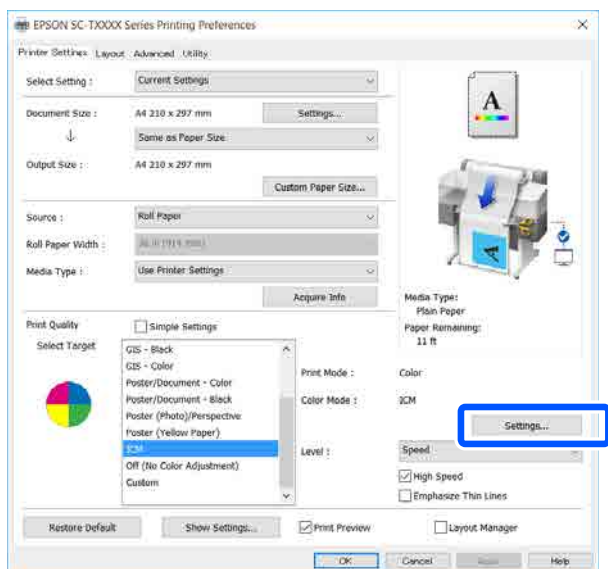 EPSON SC-TXXXX Series Printing Preferences
Printer Settings Layout Advanced Utility
Select Setting : Current Settings
Document Size : A4 210 x 297 mm Settings...
Same as Paper Size
Output Size : A4 210 x 297 mm
Custom Paper Size...
Source : Roll Paper
Roll Paper Width :
Media Type : Use Printer Settings
Acquire Info
Media Type:
Plain Paper
Paper Remaining:
11 ft
Print Quality Simple Settings
Select Target
GIS - Black
GIS - Color
Poster/Document - Color
Poster/Document - Black
Poster (Photo)/Perspective
Poster (Yellow Paper)
ICM
Off (No Color Adjustment)
Custom
Print Mode : Color
Color Mode : ICM
Settings...
Level : Speed
High Speed
Emphasize Thin Lines
Restore Default Show Settings... Print Preview Layout Manager
OK Cancel Apply Help
A
A